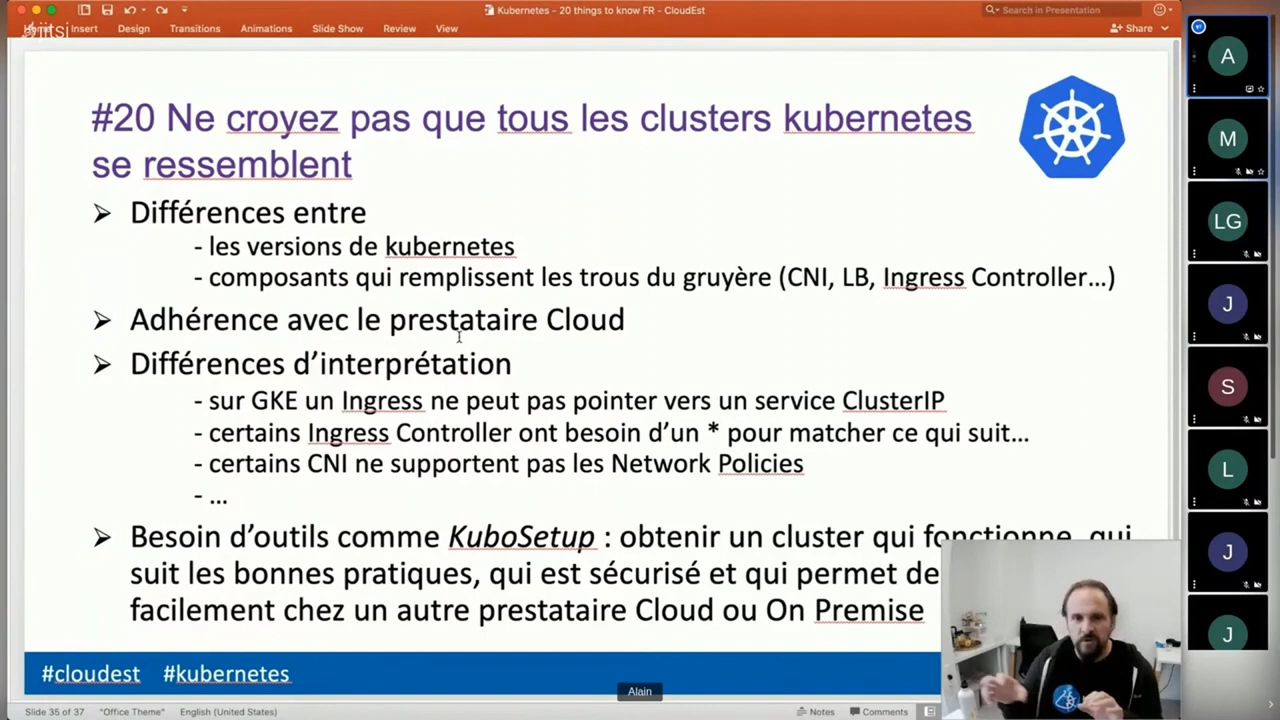 Kubernetes - 20 things to know FR - CloudEst
Search in Presentation
jitsi
Insert Design Transitions Animations Slide Show Review View
Share
#20 Ne croyez pas que tous les clusters kubernetes
se ressemblent
➢ Différences entre
- les versions de kubernetes
- composants qui remplissent les trous du gruyère (CNI, LB, Ingress Controller…)
➢ Adhérence avec le prestataire Cloud
➢ Différences d’interprétation
- sur GKE un Ingress ne peut pas pointer vers un service ClusterIP
- certains Ingress Controller ont besoin d’un * pour matcher ce qui suit…
- certains CNI ne supportent pas les Network Policies
- …
➢ Besoin d’outils comme KuboSetup : obtenir un cluster qui fonctionne, qui
suit les bonnes pratiques, qui est sécurisé et qui permet de
facilement chez un autre prestataire Cloud ou On Premise
#cloudest #kubernetes
Alain
Slide 35 of 37 "Office Theme" English (United States)
Notes Comments
A
M
LG
J
S
L
J
J